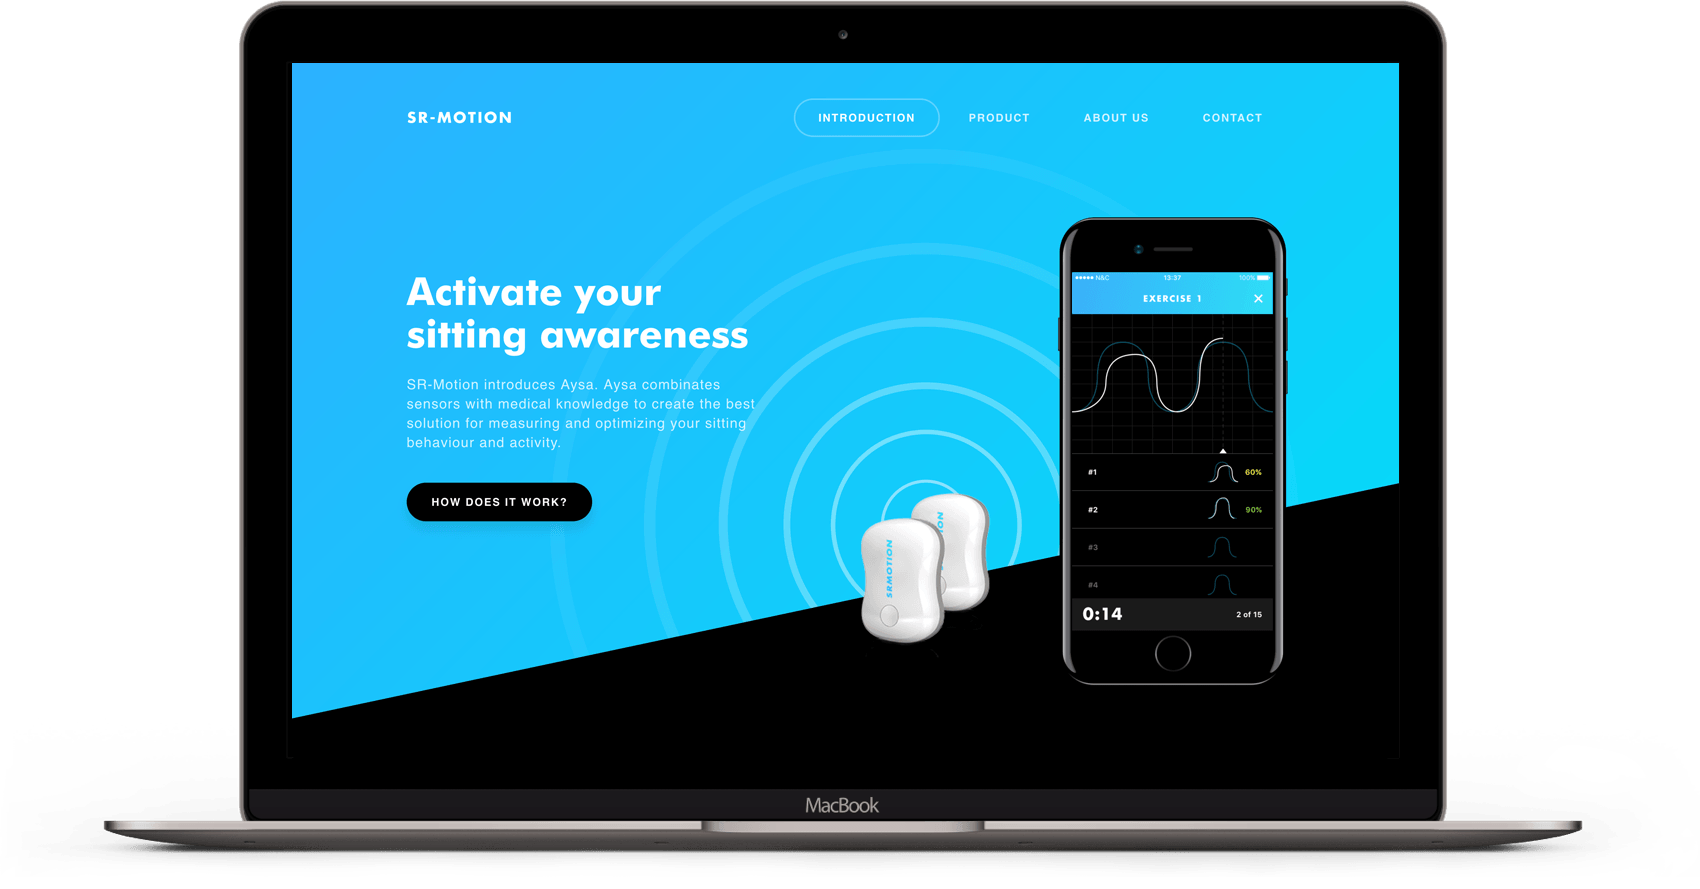 SR-MOTION
INTRODUCTION
PRODUCT
ABOUT US
CONTACT
Activate your
sitting awareness
SR-Motion introduces Aysa. Aysa combinates
sensors with medical knowledge to create the best
solution for measuring and optimizing your sitting
behaviour and activity.
HOW DOES IT WORK?
SRMOTION
N&C 13:37 100%
EXERCISE 1
#1 60%
#2 90%
#3
#4
0:14 2 of 15
MacBook